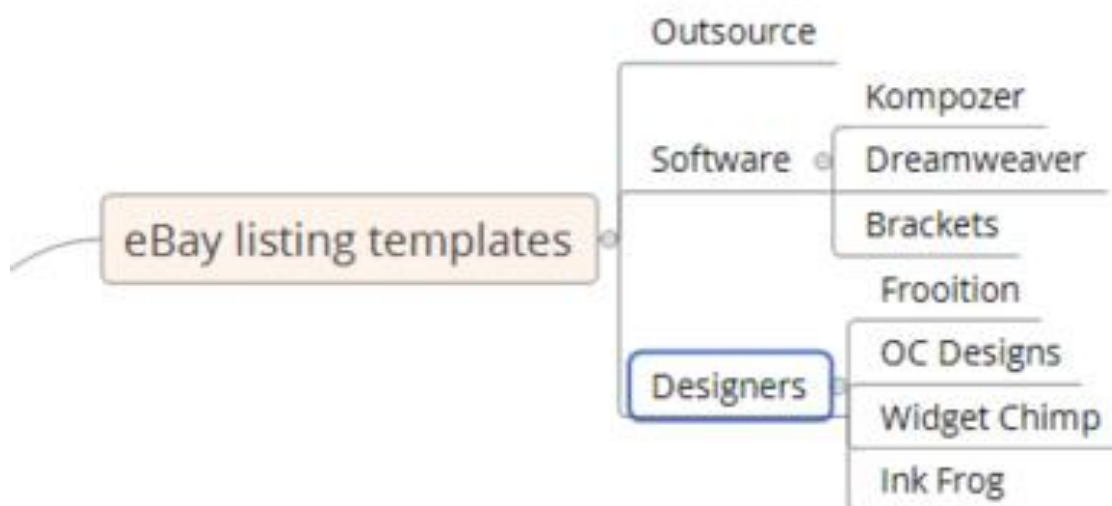 Outsource
Kompozer
Software
Dreamweaver
Brackets
eBay listing templates
Frooition
OC Designs
Designers
Widget Chimp
Ink Frog